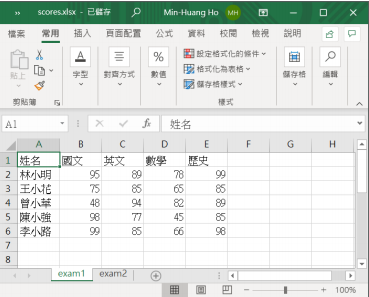 scores.xlsx - 已儲存
Min-Huang Ho MH
檔案 常用 插入 頁面配置 公式 資料 校閱 檢視 說明
貼上 字型 對齊方式 數值 設定格式化的條件 格式化為表格 儲存格樣式 儲存格 編輯
剪貼簿 樣式
A1 fx 姓名
A B C D E F G H
1 姓名 國文 英文 數學 歷史
2 林小明 95 89 78 99
3 王小花 75 85 65 85
4 曾小華 48 94 82 89
5 陳小強 98 77 45 85
6 李小路 99 85 66 98
7
8
exam1 exam2
100%